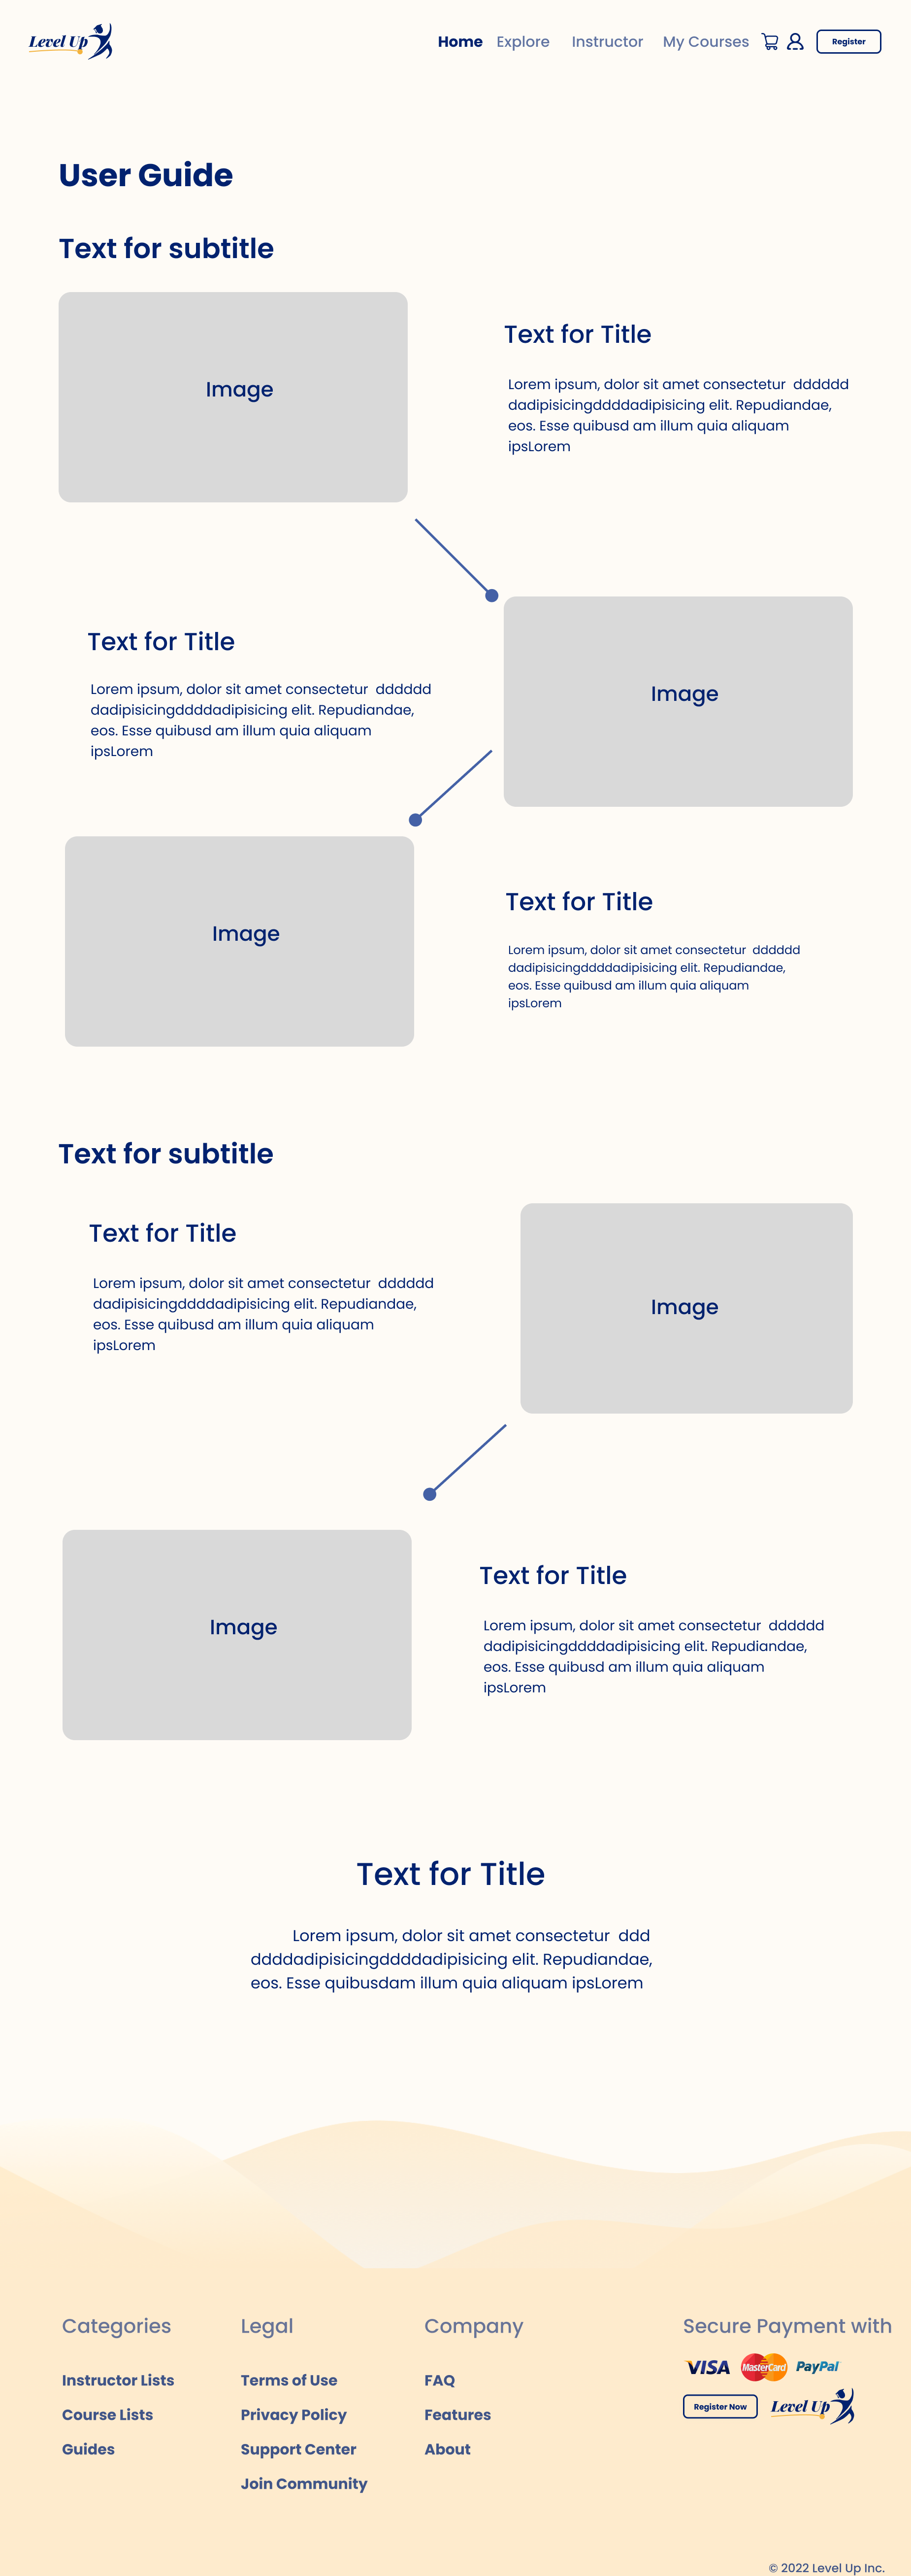 Level Up
Home Explore Instructor My Courses Register
User Guide
Text for subtitle
Image
Text for Title
Lorem ipsum, dolor sit amet consectetur dddddd
dadipisicingddddadipisicing elit. Repudiandae,
eos. Esse quibusd am illum quia aliquam
ipsLorem
Text for Title
Lorem ipsum, dolor sit amet consectetur dddddd
dadipisicingddddadipisicing elit. Repudiandae,
eos. Esse quibusd am illum quia aliquam
ipsLorem
Image
Image
Text for Title
Lorem ipsum, dolor sit amet consectetur dddddd
dadipisicingddddadipisicing elit. Repudiandae,
eos. Esse quibusd am illum quia aliquam
ipsLorem
Text for subtitle
Text for Title
Lorem ipsum, dolor sit amet consectetur dddddd
dadipisicingddddadipisicing elit. Repudiandae,
eos. Esse quibusd am illum quia aliquam
ipsLorem
Image
Image
Text for Title
Lorem ipsum, dolor sit amet consectetur dddddd
dadipisicingddddadipisicing elit. Repudiandae,
eos. Esse quibusd am illum quia aliquam
ipsLorem
Text for Title
Lorem ipsum, dolor sit amet consectetur ddd
ddddadipisicingddddadipisicing elit. Repudiandae,
eos. Esse quibusdam illum quia aliquam ipsLorem
Categories
Instructor Lists
Course Lists
Guides
Legal
Terms of Use
Privacy Policy
Support Center
Join Community
Company
FAQ
Features
About
Secure Payment with
VISA MasterCard PayPal
Register Now Level Up
© 2022 Level Up Inc.